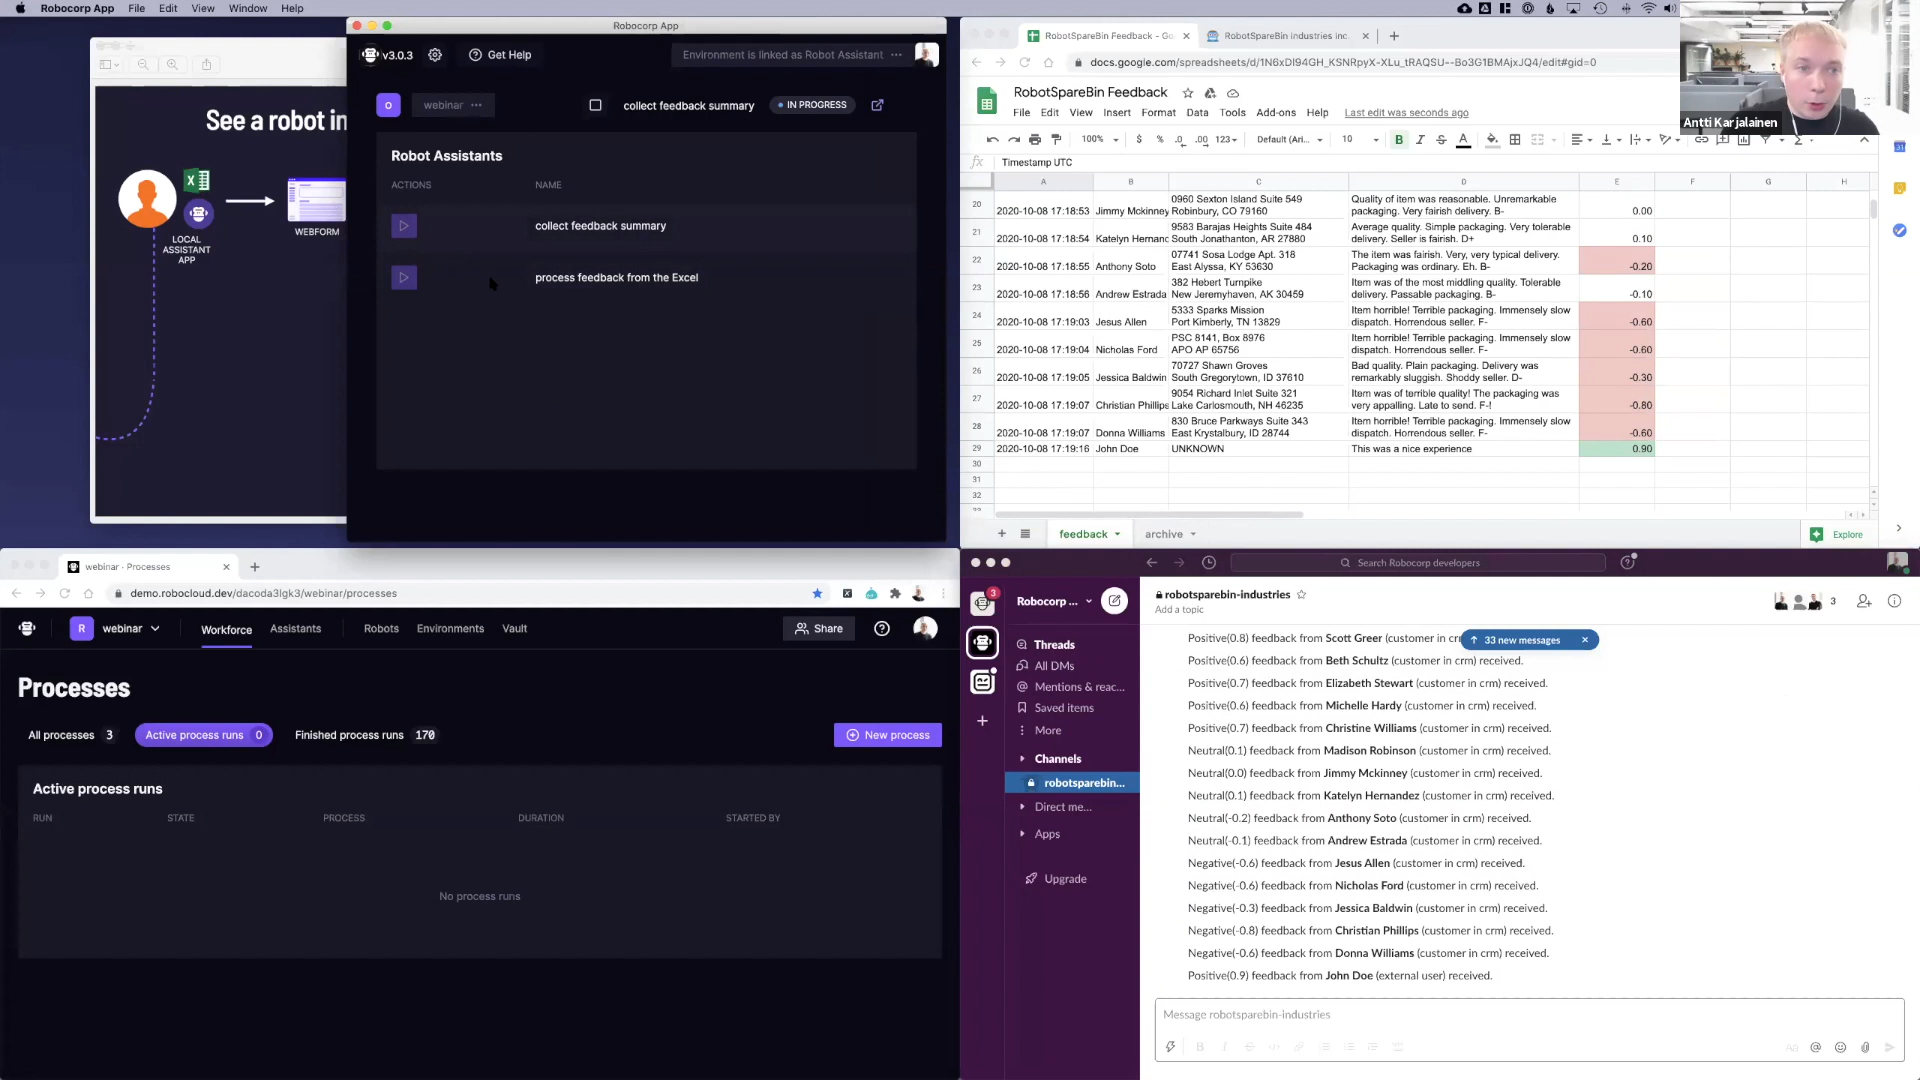 Robocorp App File Edit View Window Help
See a robot in
LOCAL
ASSISTANT
APP
WEBFORM
Robocorp App
v3.0.3
Get Help
Environment is linked as Robot Assistant
O
webinar
collect feedback summary
IN PROGRESS
Robot Assistants
ACTIONS NAME
collect feedback summary
process feedback from the Excel
RobotSpareBin Feedback - Go
RobotSpareBin industries inc.
docs.google.com/spreadsheets/d/1N6xDl94GH_KSNRpyX-XLu_tRAQSU--Bo3G1BMAjxJQ4/edit#gid=0
RobotSpareBin Feedback
File Edit View Insert Format Data Tools Add-ons Help Last edit was seconds ago
100% $ % .0 .00 123 Default (Ari... 10 B I S A
fx Timestamp UTC
A B C D E F G H
20 2020-10-08 17:18:53 Jimmy Mckinney 0960 Sexton Island Suite 549 Robinbury, CO 79160 Quality of item was reasonable. Unremarkable packaging. Very fairish delivery. B- 0.00
21 2020-10-08 17:18:54 Katelyn Hernanc 9583 Barajas Heights Suite 484 South Jonathanton, AR 27880 Average quality. Simple packaging. Very tolerable delivery. Seller is fairish. D+ 0.10
22 2020-10-08 17:18:55 Anthony Soto 07741 Sosa Lodge Apt. 318 East Alyssa, KY 53630 The item was fairish. Very, very typical delivery. Packaging was ordinary. Eh. B- -0.20
23 2020-10-08 17:18:56 Andrew Estrada 382 Hebert Turnpike New Jeremyhaven, AK 30459 Item was of the most middling quality. Tolerable delivery. Passable packaging. B- -0.10
24 2020-10-08 17:19:03 Jesus Allen 5333 Sparks Mission Port Kimberly, TN 13829 Item horrible! Terrible packaging. Immensely slow dispatch. Horrendous seller. F- -0.60
25 2020-10-08 17:19:04 Nicholas Ford PSC 8141, Box 8976 APO AP 65756 Item horrible! Terrible packaging. Immensely slow dispatch. Horrendous seller. F- -0.60
26 2020-10-08 17:19:05 Jessica Baldwin 70727 Shawn Groves South Gregorytown, ID 37610 Bad quality. Plain packaging. Delivery was remarkably sluggish. Shoddy seller. D- -0.30
27 2020-10-08 17:19:07 Christian Phillips 9054 Richard Inlet Suite 321 Lake Carlosmouth, NH 46235 Item was of terrible quality! The packaging was very appalling. Late to send. F-! -0.80
28 2020-10-08 17:19:07 Donna Williams 830 Bruce Parkways Suite 343 East Krystalbury, ID 28744 Item horrible! Terrible packaging. Immensely slow dispatch. Horrendous seller. F- -0.60
29 2020-10-08 17:19:16 John Doe UNKNOWN This was a nice experience 0.90
30
31
32
feedback archive Explore
Antti Karjalainen
webinar - Processes
demo.robocloud.dev/dacoda3lgk3/webinar/processes
R webinar Workforce Assistants Robots Environments Vault Share
Processes
All processes 3 Active process runs 0 Finished process runs 170 New process
Active process runs
RUN STATE PROCESS DURATION STARTED BY
No process runs
Search Robocorp developers
3
Robocorp ...
Threads
All DMs
Mentions & reac...
Saved items
More
Channels
robotsparebin...
Direct me...
Apps
Upgrade
robotsparebin-industries
Add a topic
3
33 new messages
Positive(0.8) feedback from Scott Greer (customer in crm
Positive(0.6) feedback from Beth Schultz (customer in crm) received.
Positive(0.7) feedback from Elizabeth Stewart (customer in crm) received.
Positive(0.6) feedback from Michelle Hardy (customer in crm) received.
Positive(0.7) feedback from Christine Williams (customer in crm) received.
Neutral(0.1) feedback from Madison Robinson (customer in crm) received.
Neutral(0.0) feedback from Jimmy Mckinney (customer in crm) received.
Neutral(0.1) feedback from Katelyn Hernandez (customer in crm) received.
Neutral(-0.2) feedback from Anthony Soto (customer in crm) received.
Neutral(-0.1) feedback from Andrew Estrada (customer in crm) received.
Negative(-0.6) feedback from Jesus Allen (customer in crm) received.
Negative(-0.6) feedback from Nicholas Ford (customer in crm) received.
Negative(-0.3) feedback from Jessica Baldwin (customer in crm) received.
Negative(-0.8) feedback from Christian Phillips (customer in crm) received.
Negative(-0.6) feedback from Donna Williams (customer in crm) received.
Positive(0.9) feedback from John Doe (external user) received.
Message robotsparebin-industries